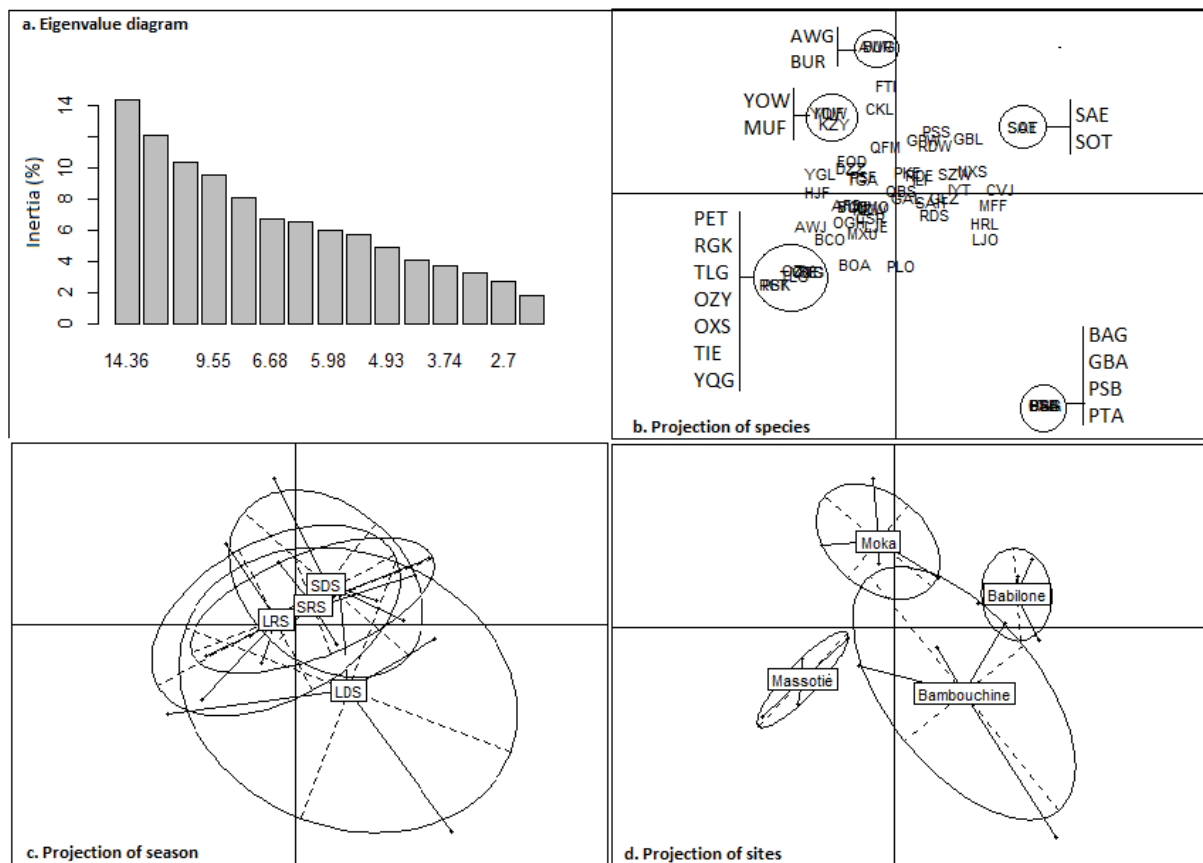 a. Eigenvalue diagram
Inertia (%)
14
10
8
6
4
2
0
14.36
9.55
6.68
5.98
4.93
3.74
2.7
AWG
BUR
FTI
CKL
YOW
MUF
KZY
SAE
SOT
PSS
GBL
RDW
QFM
YGL
HJF
SZW
NXS
CVJ
MFF
RDS
HRL
LJO
AWJ
BCO
MXU
LJE
BOA
PLO
PET
RGK
TLG
OZY
OXS
TIE
YQG
BAG
GBA
PSB
PTA
b. Projection of species
SDS
SRS
LRS
LDS
c. Projection of season
Moka
Babilone
Massotié
Bambouchine
d. Projection of sites